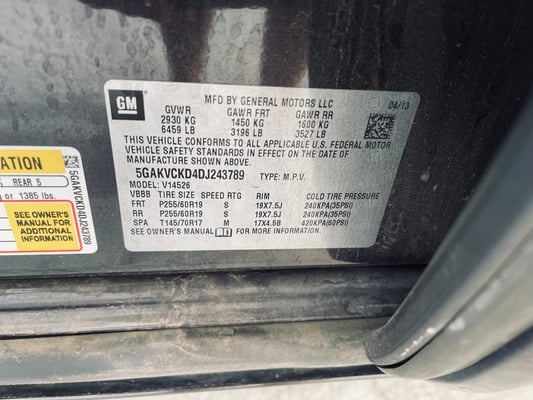 GM
MFD BY GENERAL MOTORS LLC 04/13
GVWR GAWR FRT GAWR RR
2930 KG 1450 KG 1600 KG
6459 LB 3196 LB 3527 LB
THIS VEHICLE CONFORMS TO ALL APPLICABLE U.S. FEDERAL MOTOR
VEHICLE SAFETY STANDARDS IN EFFECT ON THE DATE OF
MANUFACTURE SHOWN ABOVE.
5GAKVCKD4DJ243789 TYPE: M.P.V.
MODEL: V14526
VBBB TIRE SIZE SPEED RTG RIM COLD TIRE PRESSURE
FRT P255/60R19 S 19X7.5J 240KPA(35PSI)
RR P255/60R19 S 19X7.5J 240KPA(35PSI)
SPA T145/70R17 M 17X4.5B 420KPA(60PSI)
SEE OWNER'S MANUAL FOR MORE INFORMATION.
ATION
REAR 5
or 1385 lbs.
SEE OWNER'S
MANUAL FOR
ADDITIONAL
INFORMATION
5GAKVCKD4DJ243789